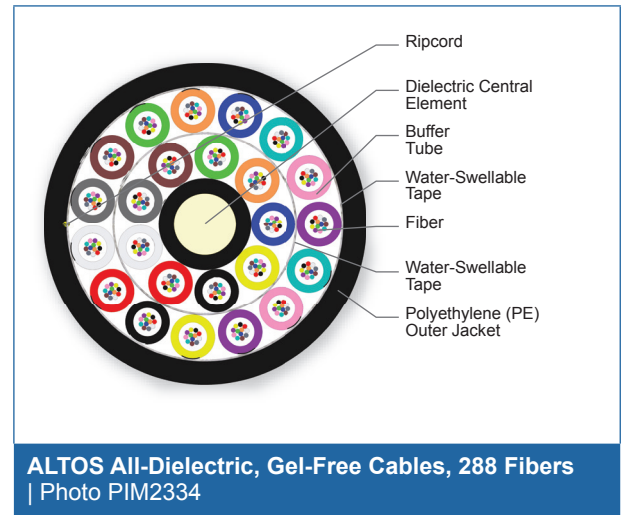 Ripcord
Dielectric Central
Element
Buffer
Tube
Water-Swellable
Tape
Fiber
Water-Swellable
Tape
Polyethylene (PE)
Outer Jacket
ALTOS All-Dielectric, Gel-Free Cables, 288 Fibers
| Photo PIM2334